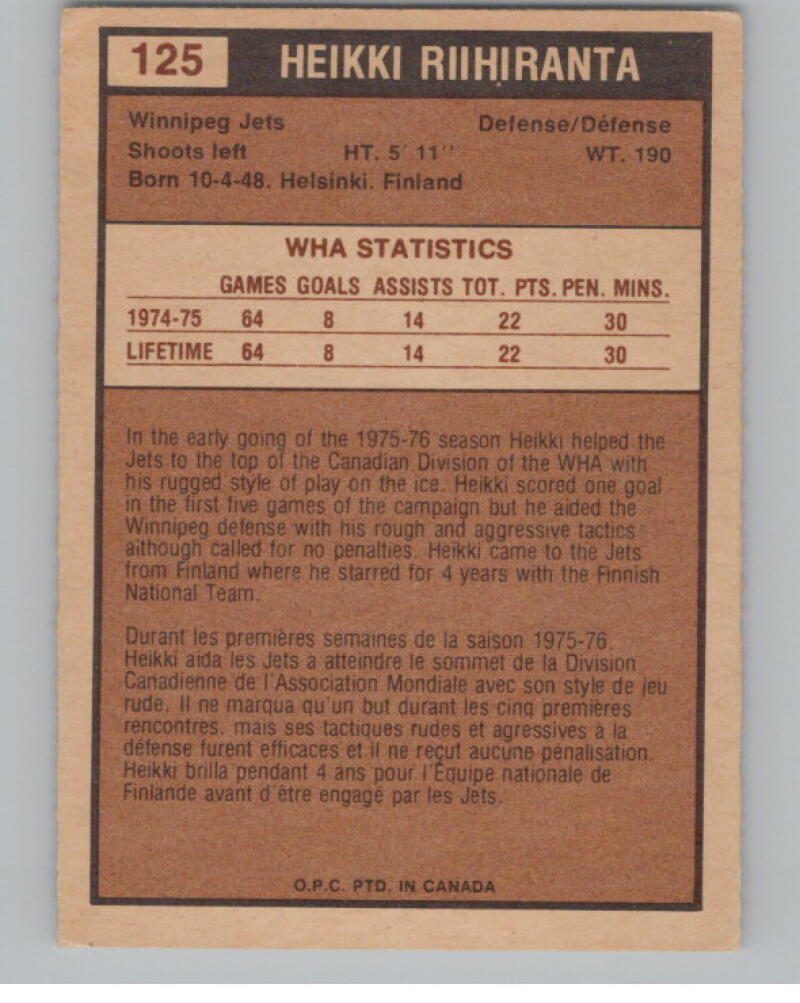 125 HEIKKI RIIHIRANTA
Winnipeg Jets Defense/Défense
Shoots left HT. 5' 11'' WT. 190
Born 10-4-48. Helsinki. Finland
WHA STATISTICS
GAMES GOALS ASSISTS TOT. PTS. PEN. MINS.
1974-75 64 8 14 22 30
LIFETIME 64 8 14 22 30
In the early going of the 1975-76 season Heikki helped the
Jets to the top of the Canadian Division of the WHA with
his rugged style of play on the ice. Heikki scored one goal
in the first five games of the campaign but he aided the
Winnipeg defense with his rough and aggressive tactics
although called for no penalties. Heikki came to the Jets
from Finland where he starred for 4 years with the Finnish
National Team.
Durant les premières semaines de la saison 1975-76.
Heikki aida les Jets à atteindre le sommet de la Division
Canadienne de l'Association Mondiale avec son style de jeu
rude. Il ne marqua qu'un but durant les cinq premières
rencontres. mais ses tactiques rudes et agressives à la
défense furent efficaces et il ne reçut aucune pénalisation.
Heikki brilla pendant 4 ans pour l'Équipe nationale de
Finlande avant d'être engagé par les Jets.
O.P.C. PTD. IN CANADA